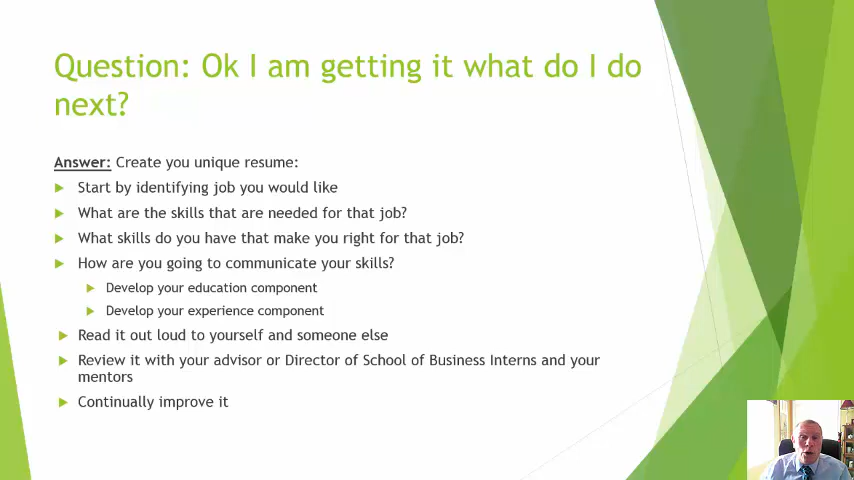 Question: Ok I am getting it what do I do
next?
Answer: Create you unique resume:
Start by identifying job you would like
What are the skills that are needed for that job?
What skills do you have that make you right for that job?
How are you going to communicate your skills?
Develop your education component
Develop your experience component
Read it out loud to yourself and someone else
Review it with your advisor or Director of School of Business Interns and your
mentors
Continually improve it